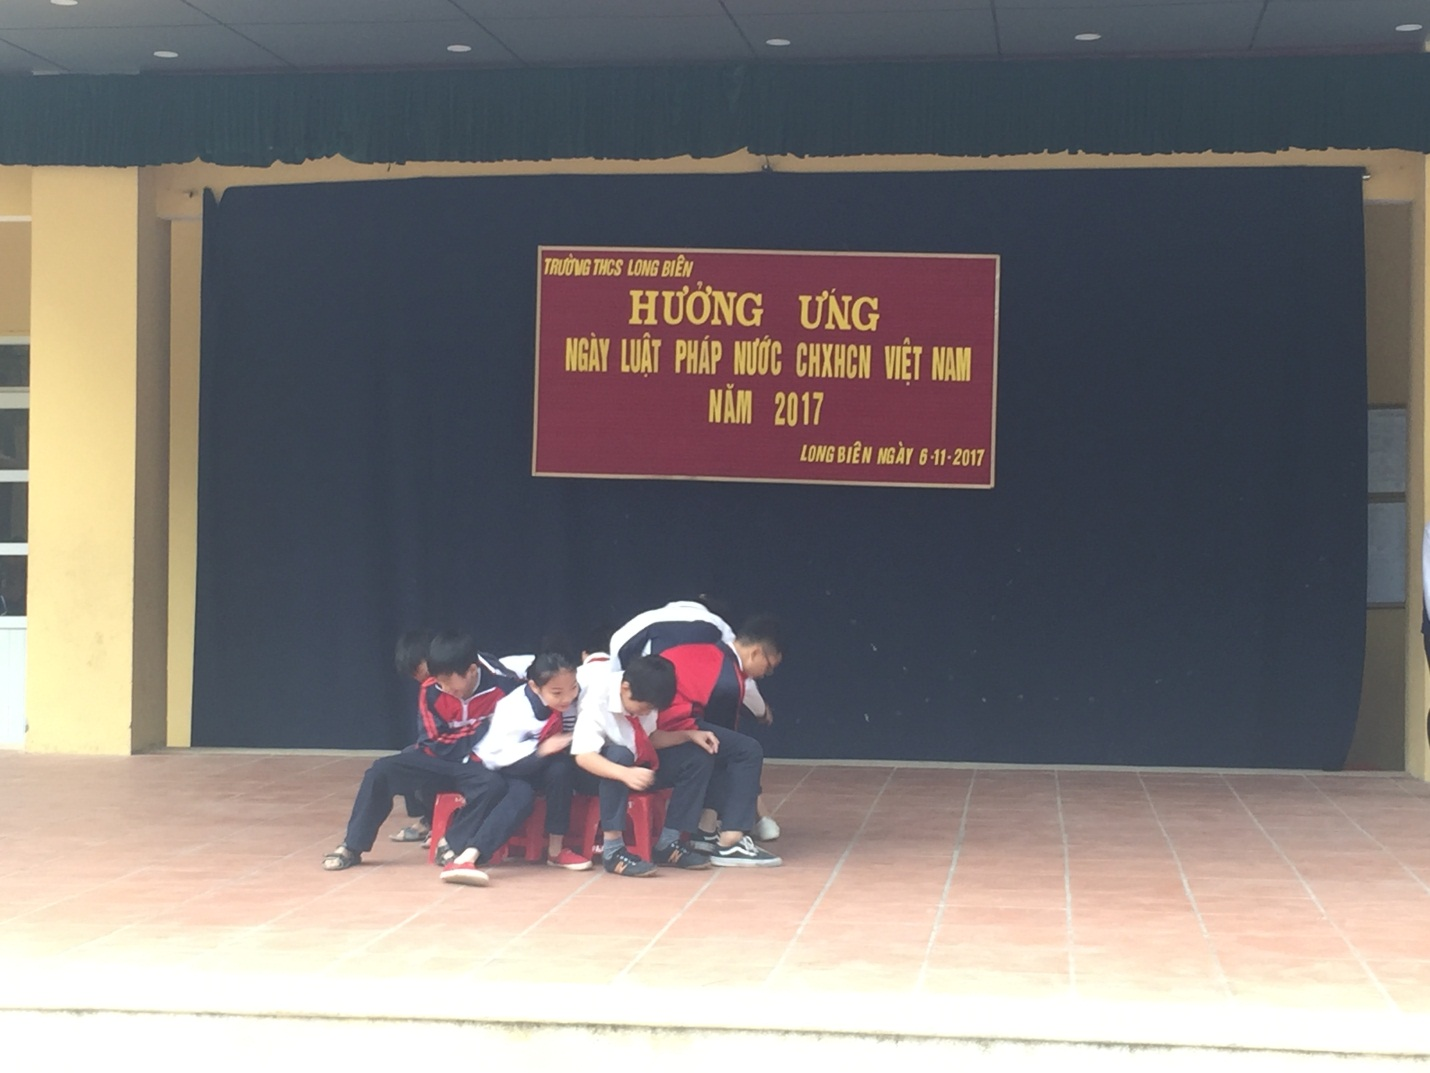 TRƯỜNG THCS LONG BIÊN
HƯỞNG ỨNG
NGÀY LUẬT PHÁP NƯỚC CHXHCN VIỆT NAM
NĂM 2017
LONG BIÊN NGÀY 6-11-2017